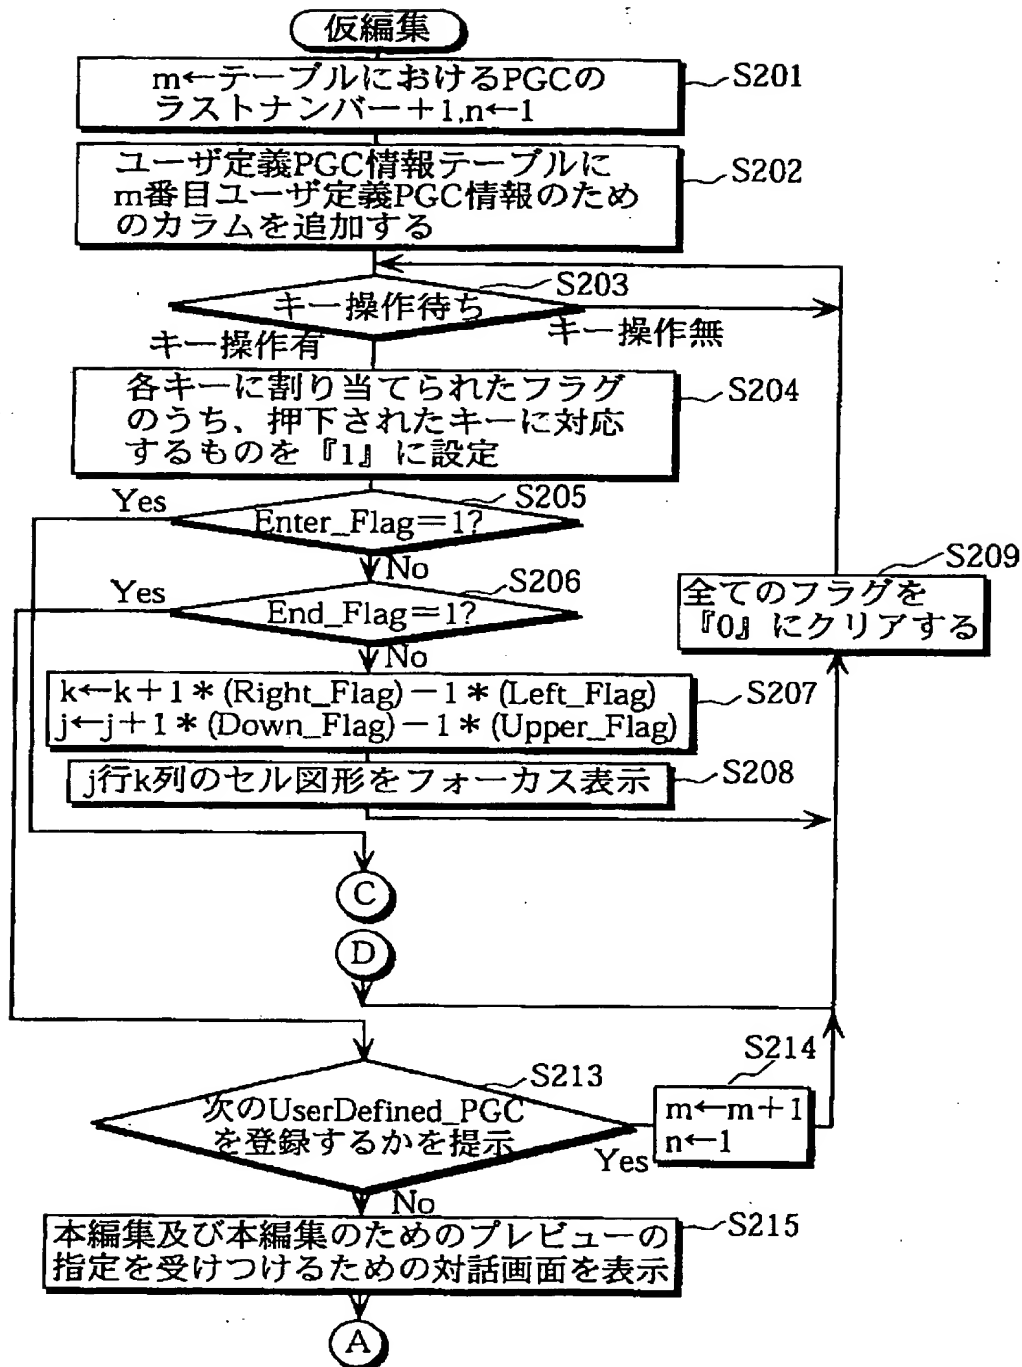 仮編集
m←テーブルにおけるPGCの
ラストナンバー＋1,n←1
S201
ユーザ定義PGC情報テーブルに
m番目ユーザ定義PGC情報のため
のカラムを追加する
S202
S203
キー操作待ち
キー操作有
キー操作無
各キーに割り当てられたフラグ
のうち、押下されたキーに対応
するものを『1』に設定
S204
Yes
S205
Enter_Flag＝1?
No
Yes
S206
End_Flag＝1?
No
S209
全てのフラグを
『0』にクリアする
k←k＋1＊(Right_Flag)－1＊(Left_Flag)
j←j＋1＊(Down_Flag)－1＊(Upper_Flag)
S207
j行k列のセル図形をフォーカス表示
S208
C
D
S213
次のUserDefined_PGC
を登録するかを提示
Yes
S214
m←m＋1
n←1
No
本編集及び本編集のためのプレビューの
指定を受けつけるための対話画面を表示
S215
A